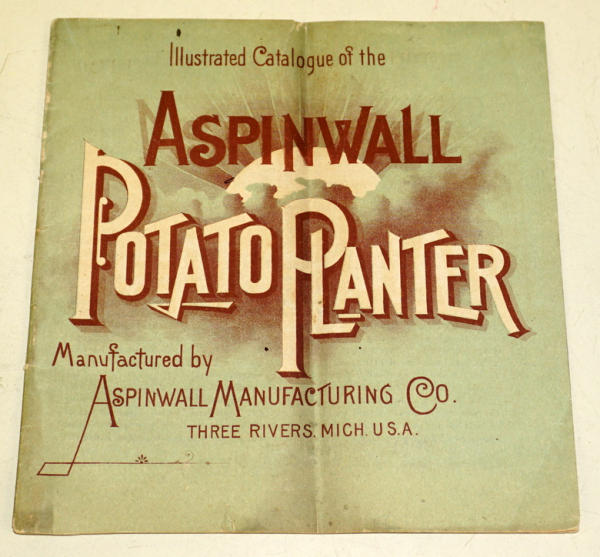 Illustrated Catalogue of the
ASPINWALL
POTATO PLANTER
Manufactured by
ASPINWALL MANUFACTURING CO.
THREE RIVERS, MICH. U.S.A.